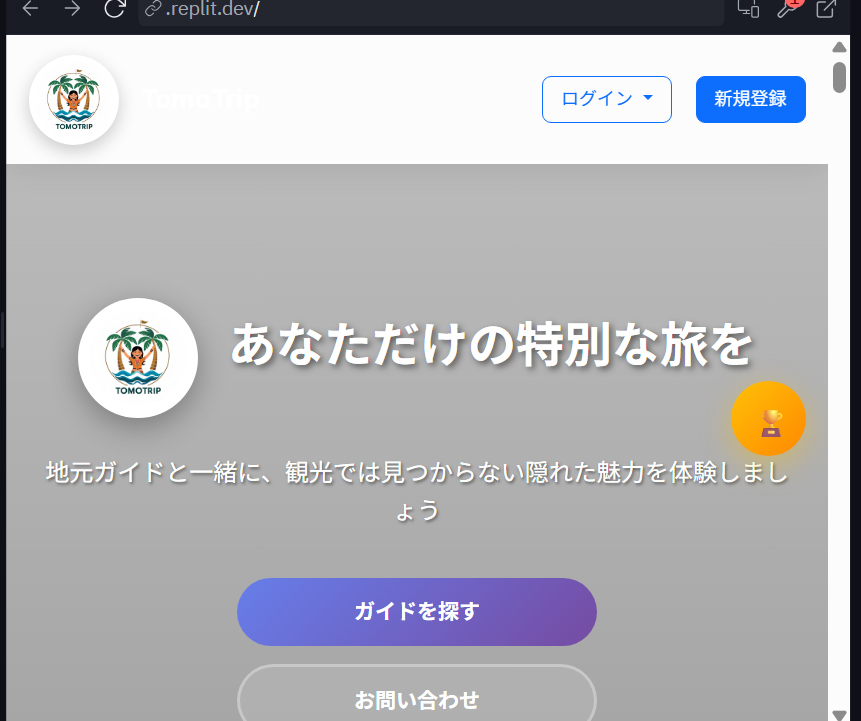 .replit.dev/
TOMOTRIP
TomoTrip
ログイン
新規登録
TOMOTRIP
あなただけの特別な旅を
地元ガイドと一緒に、観光では見つからない隠れた魅力を体験しまし
ょう
ガイドを探す
お問い合わせ